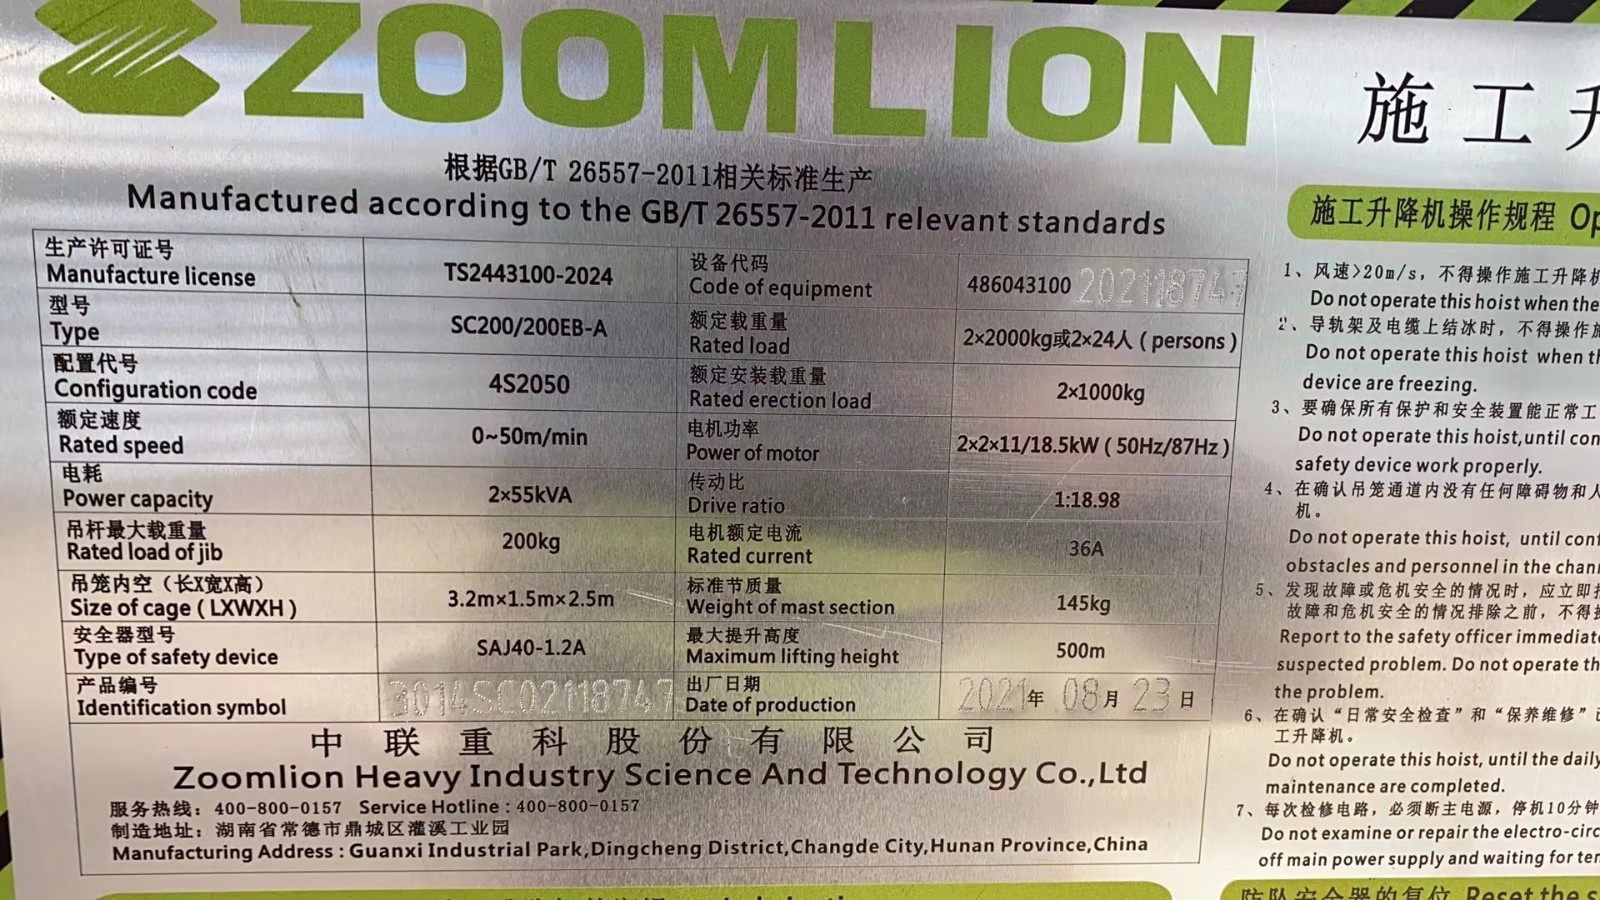 ZOOMLION
施工升
根据GB/T 26557-2011相关标准生产
Manufactured according to the GB/T 26557-2011 relevant standards
生产许可证号
Manufacture license
TS2443100-2024
设备代码
Code of equipment
486043100 202118747
型号
Type
SC200/200EB-A
额定载重量
Rated load
2×2000kg或2×24人 ( persons )
配置代号
Configuration code
4S2050
额定安装载重量
Rated erection load
2×1000kg
额定速度
Rated speed
0~50m/min
电机功率
Power of motor
2×2×11/18.5kW ( 50Hz/87Hz )
电耗
Power capacity
2×55kVA
传动比
Drive ratio
1:18.98
吊杆最大载重量
Rated load of jib
200kg
电机额定电流
Rated current
36A
吊笼内空（长X宽X高）
Size of cage ( LXWXH )
3.2m×1.5m×2.5m
标准节质量
Weight of mast section
145kg
安全器型号
Type of safety device
SAJ40-1.2A
最大提升高度
Maximum lifting height
500m
产品编号
Identification symbol
3014SC02118747
出厂日期
Date of production
2021年 08月 23日
中联重科股份有限公司
Zoomlion Heavy Industry Science And Technology Co.,Ltd
服务热线：400-800-0157 Service Hotline : 400-800-0157
制造地址：湖南省常德市鼎城区灌溪工业园
Manufacturing Address : Guanxi Industrial Park,Dingcheng District,Changde City,Hunan Province,China
施工升降机操作规程 Op
1、风速>20m/s，不得操作施工升降机
Do not operate this hoist when the
2、导轨架及电缆上结冰时，不得操作施
Do not operate this hoist when th
device are freezing.
3、要确保所有保护和安全装置能正常工
Do not operate this hoist,until con
safety device work properly.
4、在确认吊笼通道内没有任何障碍物和人
机。
Do not operate this hoist, until conf
obstacles and personnel in the chan
5、发现故障或危机安全的情况时，应立即
故障和危机安全的情况排除之前，不得操
Report to the safety officer immediate
suspected problem. Do not operate th
the problem.
6、在确认“日常安全检查”和“保养维修”已
工升降机。
Do not operate this hoist, until the daily
maintenance are completed.
7、每次检修电路，必须断主电源，停机10分钟
Do not examine or repair the electro-circ
off main power supply and waiting for ten
防坠安全器的复位 Reset the s